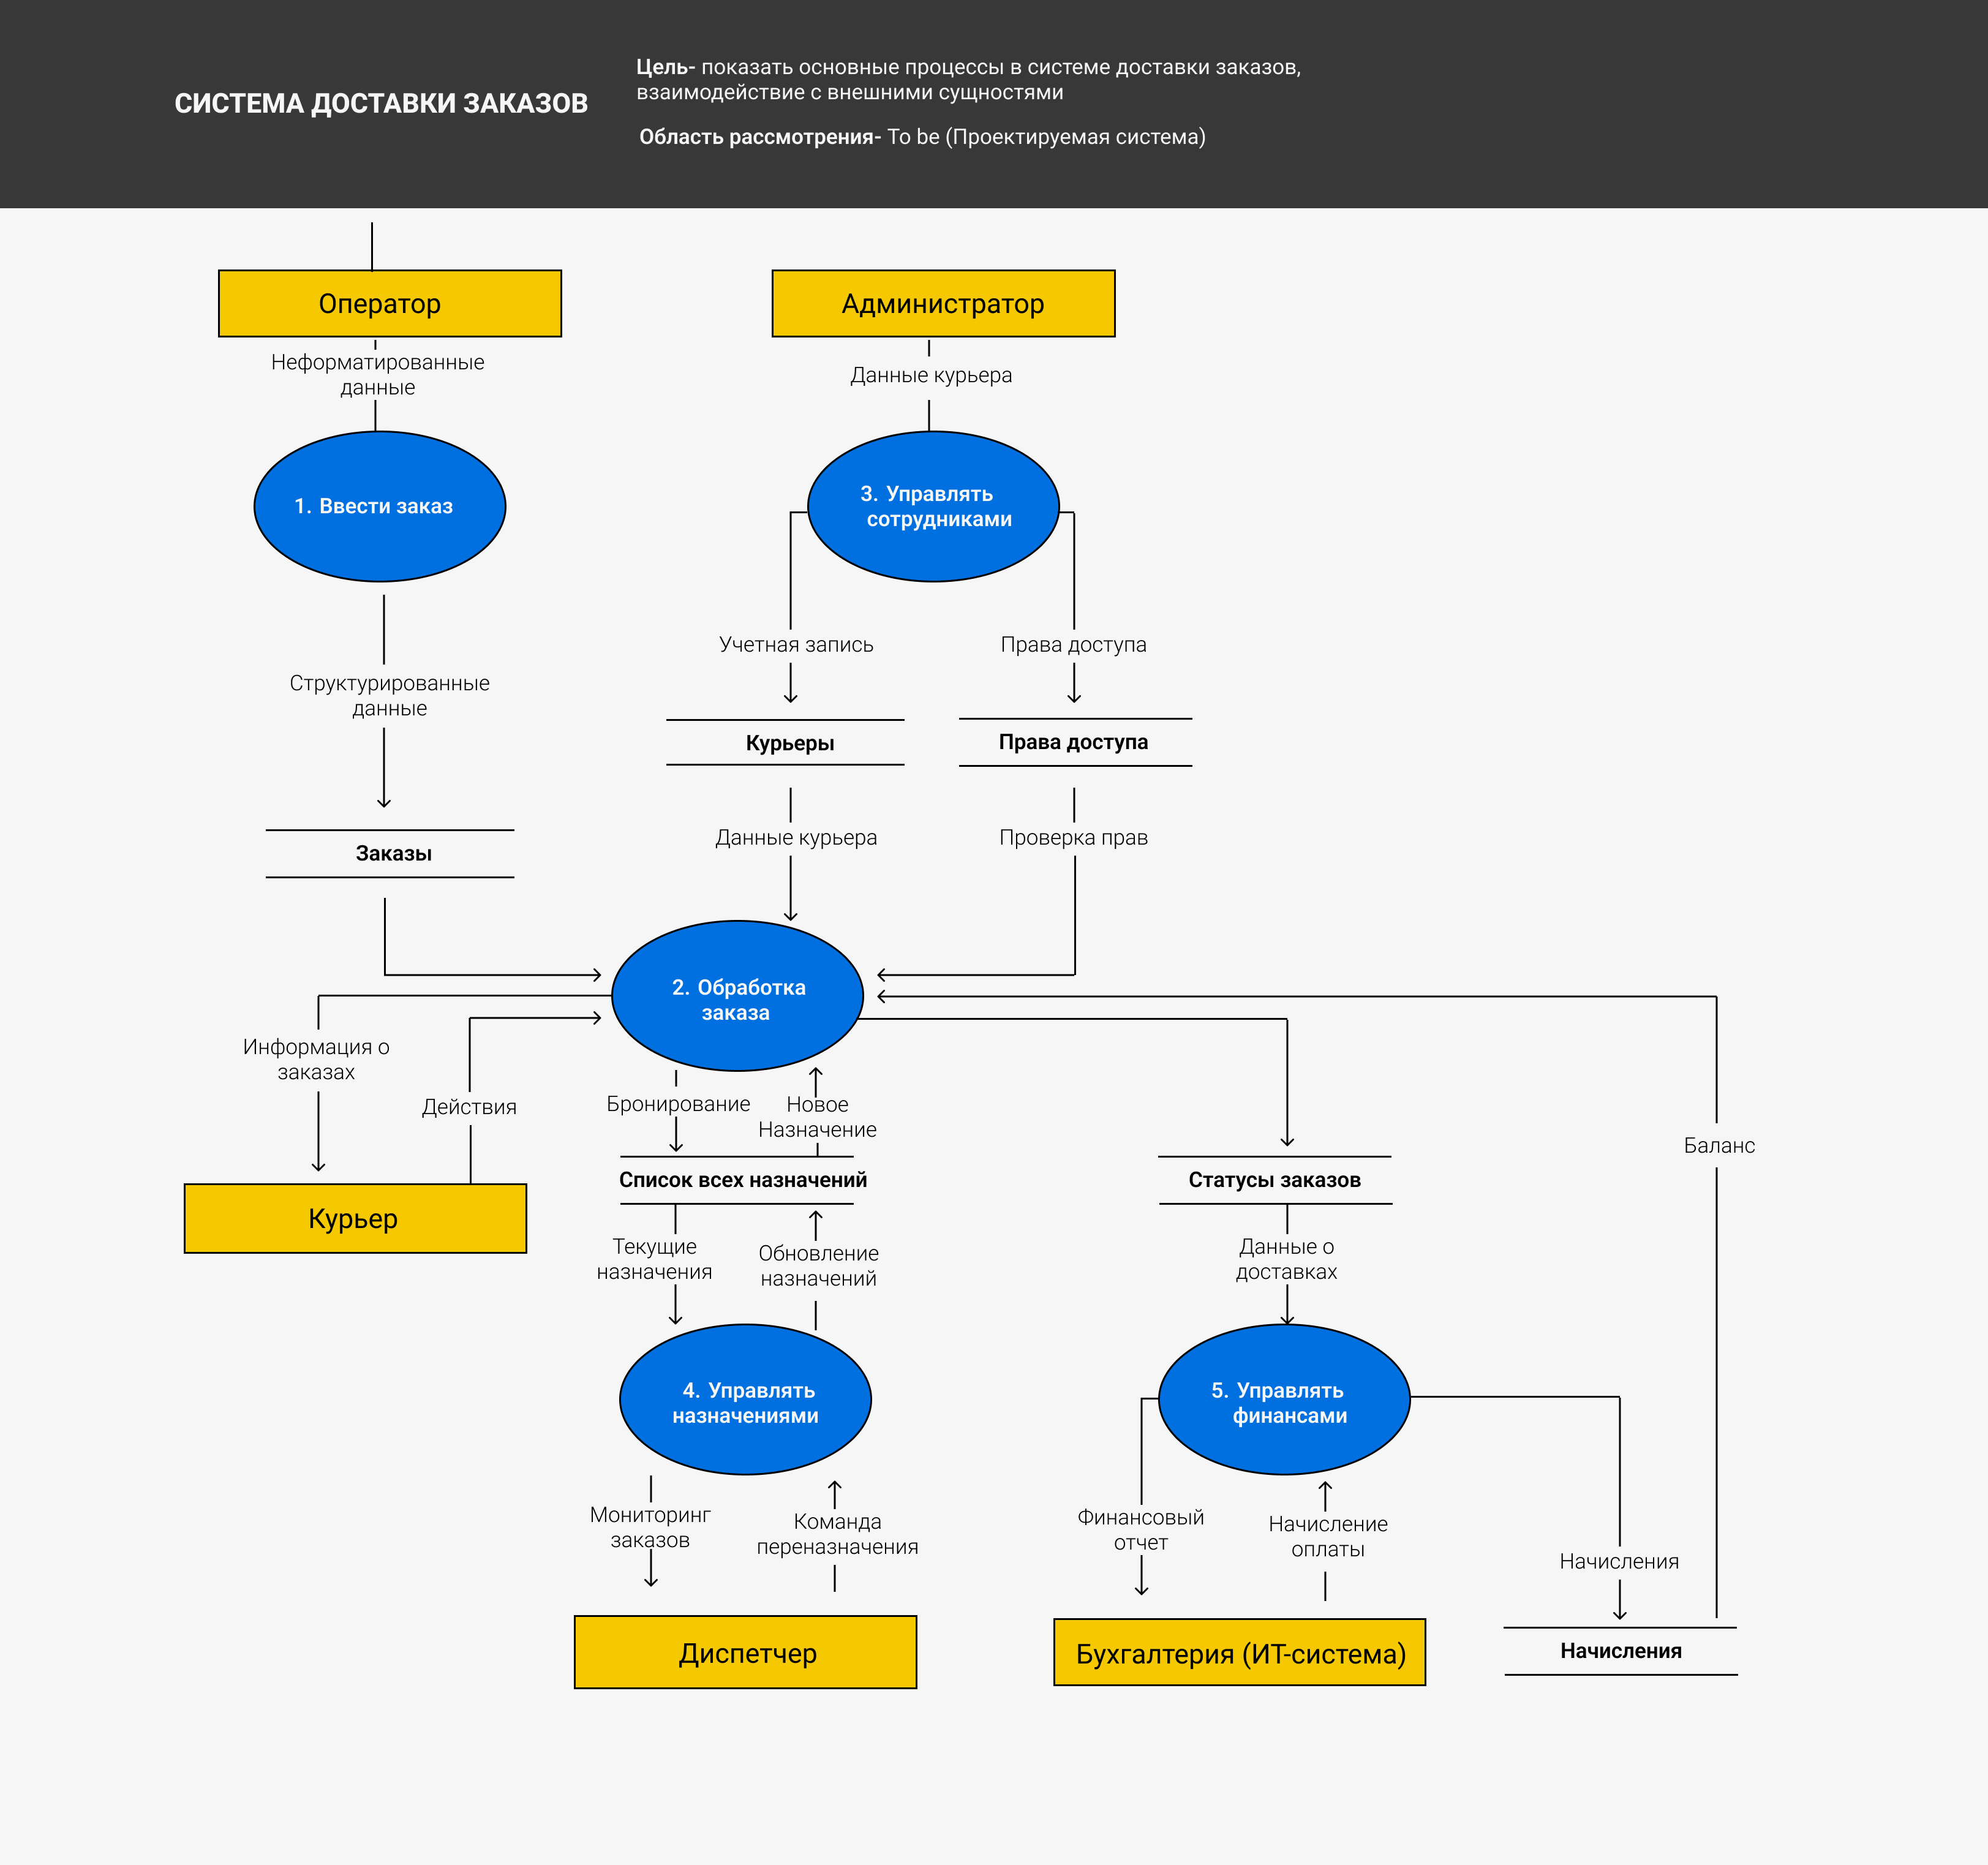 СИСТЕМА ДОСТАВКИ ЗАКАЗОВ
Цель- показать основные процессы в системе доставки заказов,
взаимодействие с внешними сущностями
Область рассмотрения- To be (Проектируемая система)
Оператор
Администратор
Неформатированные
данные
Данные курьера
1. Ввести заказ
3. Управлять
сотрудниками
Учетная запись
Права доступа
Структурированные
данные
Курьеры
Права доступа
Данные курьера
Проверка прав
Заказы
2. Обработка
заказа
Информация о
заказах
Действия
Бронирование
Новое
Назначение
Баланс
Список всех назначений
Статусы заказов
Курьер
Текущие
назначения
Обновление
назначений
Данные о
доставках
4. Управлять
назначениями
5. Управлять
финансами
Мониторинг
заказов
Команда
переназначения
Финансовый
отчет
Начисление
оплаты
Начисления
Диспетчер
Бухгалтерия (ИТ-система)
Начисления